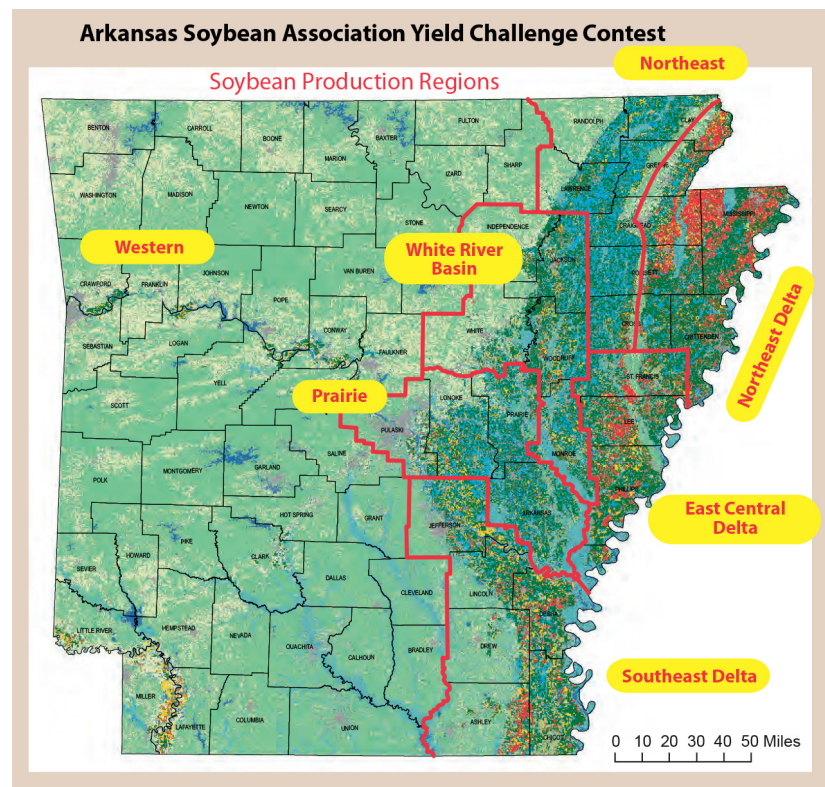 Arkansas Soybean Association Yield Challenge Contest
Soybean Production Regions
Northeast
BENTON
CARROLL
BOONE
BAXTER
FULTON
RANDOLPH
CLAY
MARION
IZARD
SHARP
GREENE
LAWRENCE
WASHINGTON
MADISON
NEWTON
SEARCY
STONE
INDEPENDENCE
CRAIGHEAD
MISSISSIPPI
Western
White River
Basin
JACKSON
POINSETT
CRAWFORD
FRANKLIN
JOHNSON
VAN BUREN
POPE
CONWAY
FAULKNER
WHITE
CROSS
CRITTENDEN
Northeast Delta
SEBASTIAN
LOGAN
WOODRUFF
ST. FRANCIS
YELL
Prairie
LONOKE
PRAIRIE
SCOTT
PULASKI
LEE
SALINE
MONROE
POLK
MONTGOMERY
GARLAND
PHILLIPS
HOT SPRING
GRANT
JEFFERSON
ARKANSAS
East Central
Delta
HOWARD
PIKE
CLARK
SEVIER
DALLAS
CLEVELAND
LINCOLN
LITTLE RIVER
HEMPSTEAD
NEVADA
OUACHITA
CALHOUN
BRADLEY
DREW
Southeast Delta
MILLER
LAFAYETTE
COLUMBIA
UNION
ASHLEY
CHICOT
0 10 20 30 40 50 Miles